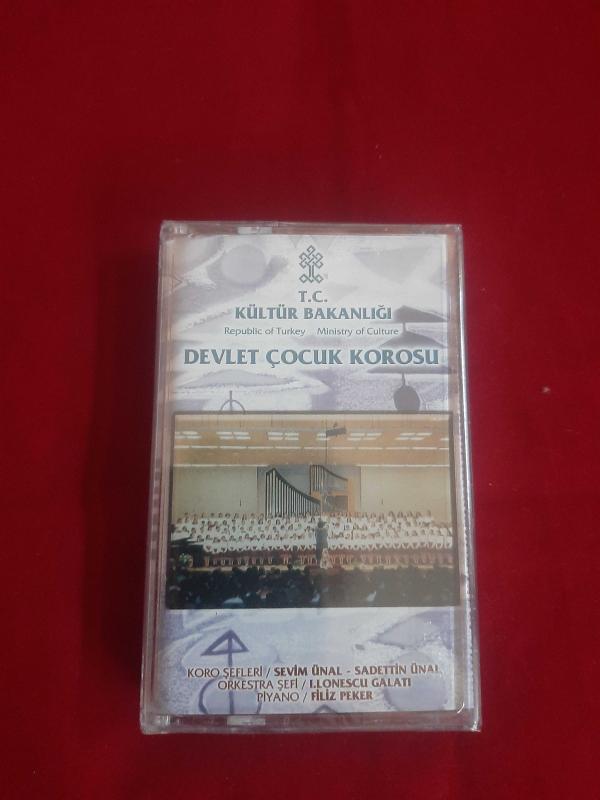 T.C.
KÜLTÜR BAKANLIĞI
Republic of Turkey Ministry of Culture
DEVLET ÇOCUK KOROSU
KORO ŞEFLERİ / SEVİM ÜNAL - SADETTİN ÜNAL
ORKESTRA ŞEFİ / I.LONESCU GALATI
PİYANO / FİLİZ PEKER